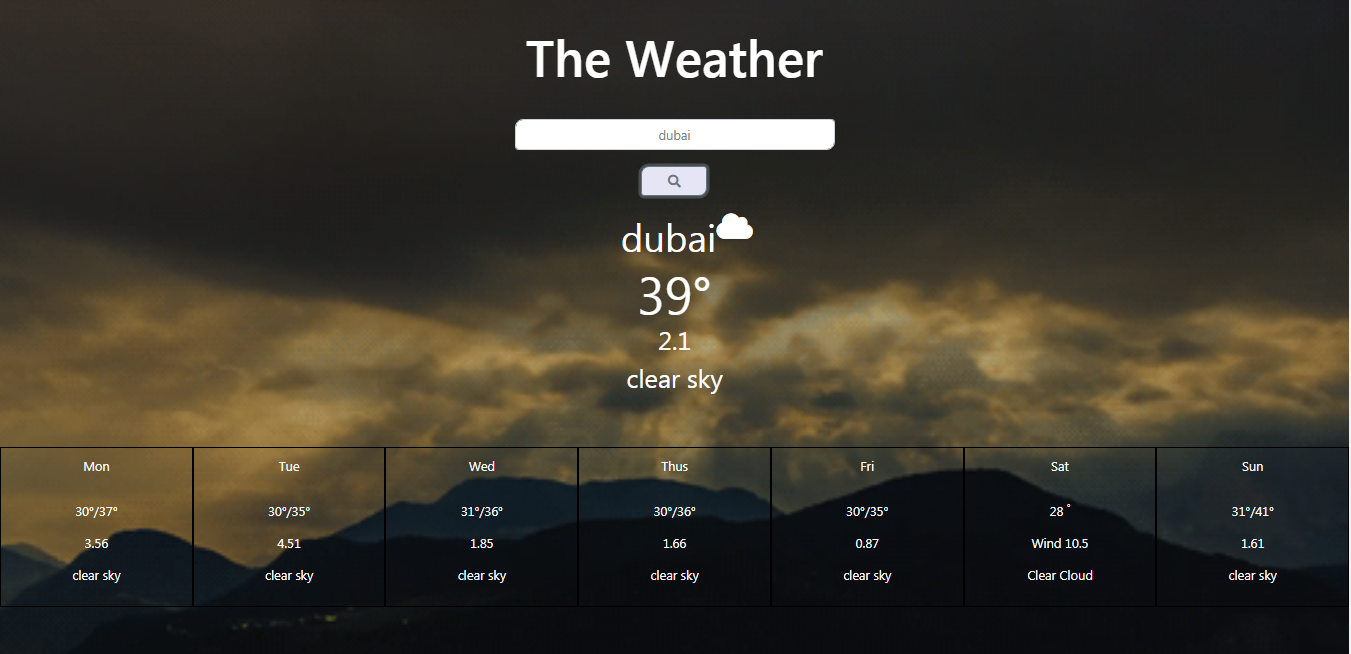 The Weather
dubai
dubai
39°
2.1
clear sky
Mon Tue Wed Thus Fri Sat Sun
30°/37° 30°/35° 31°/36° 30°/36° 30°/35° 28 ° 31°/41°
3.56 4.51 1.85 1.66 0.87 Wind 10.5 1.61
clear sky clear sky clear sky clear sky clear sky Clear Cloud clear sky